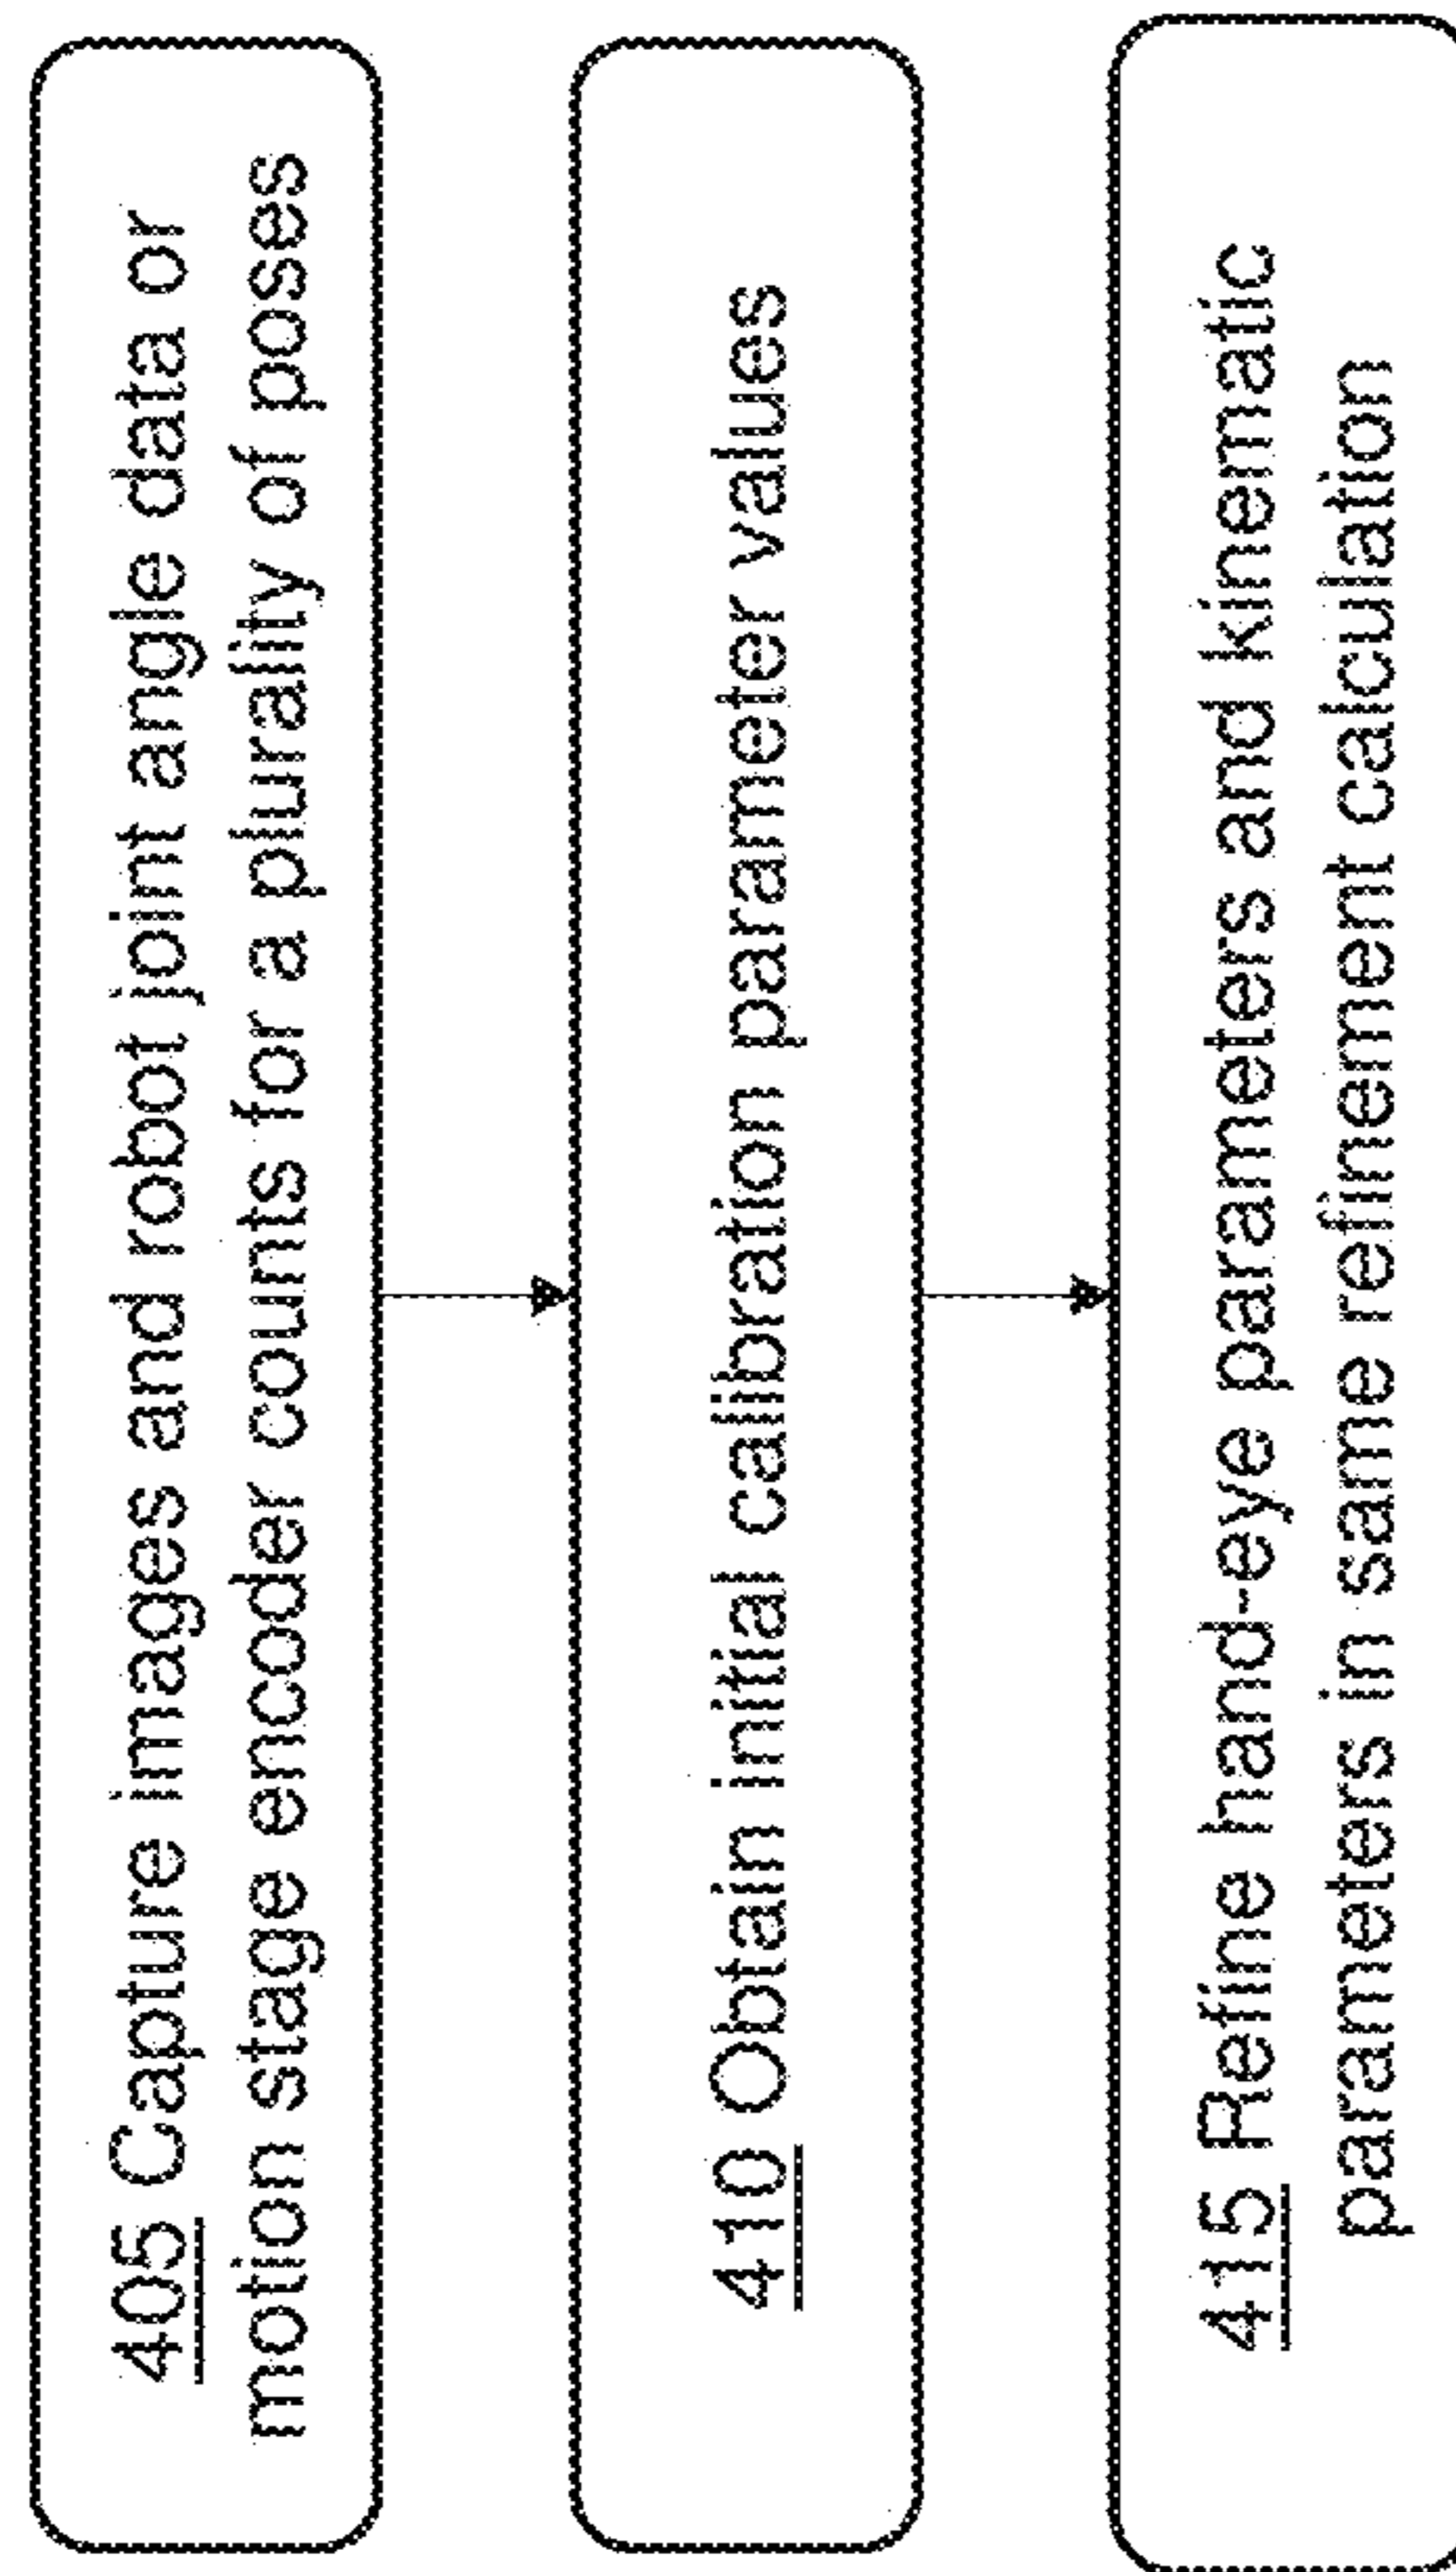 405 Capture images and robot joint angle data or
motion stage encoder counts for a plurality of poses
410 Obtain initial calibration parameter values
415 Refine hand-eye parameters and kinematic
parameters in same refinement calculation